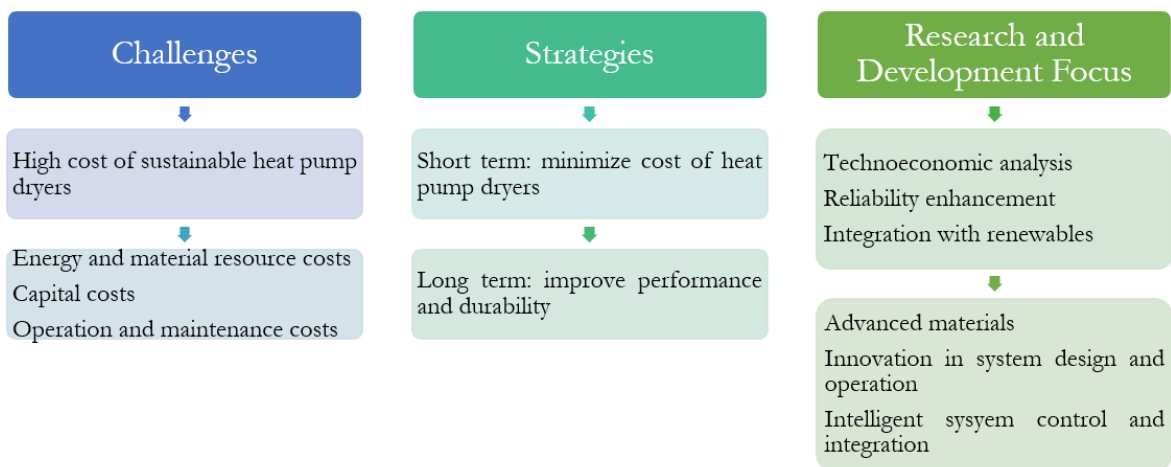 Challenges
High cost of sustainable heat pump
dryers
Energy and material resource costs
Capital costs
Operation and maintenance costs
Strategies
Short term: minimize cost of heat
pump dryers
Long term: improve performance
and durability
Research and
Development Focus
Technoeconomic analysis
Reliability enhancement
Integration with renewables
Advanced materials
Innovation in system design and
operation
Intelligent sysyem control and
integration